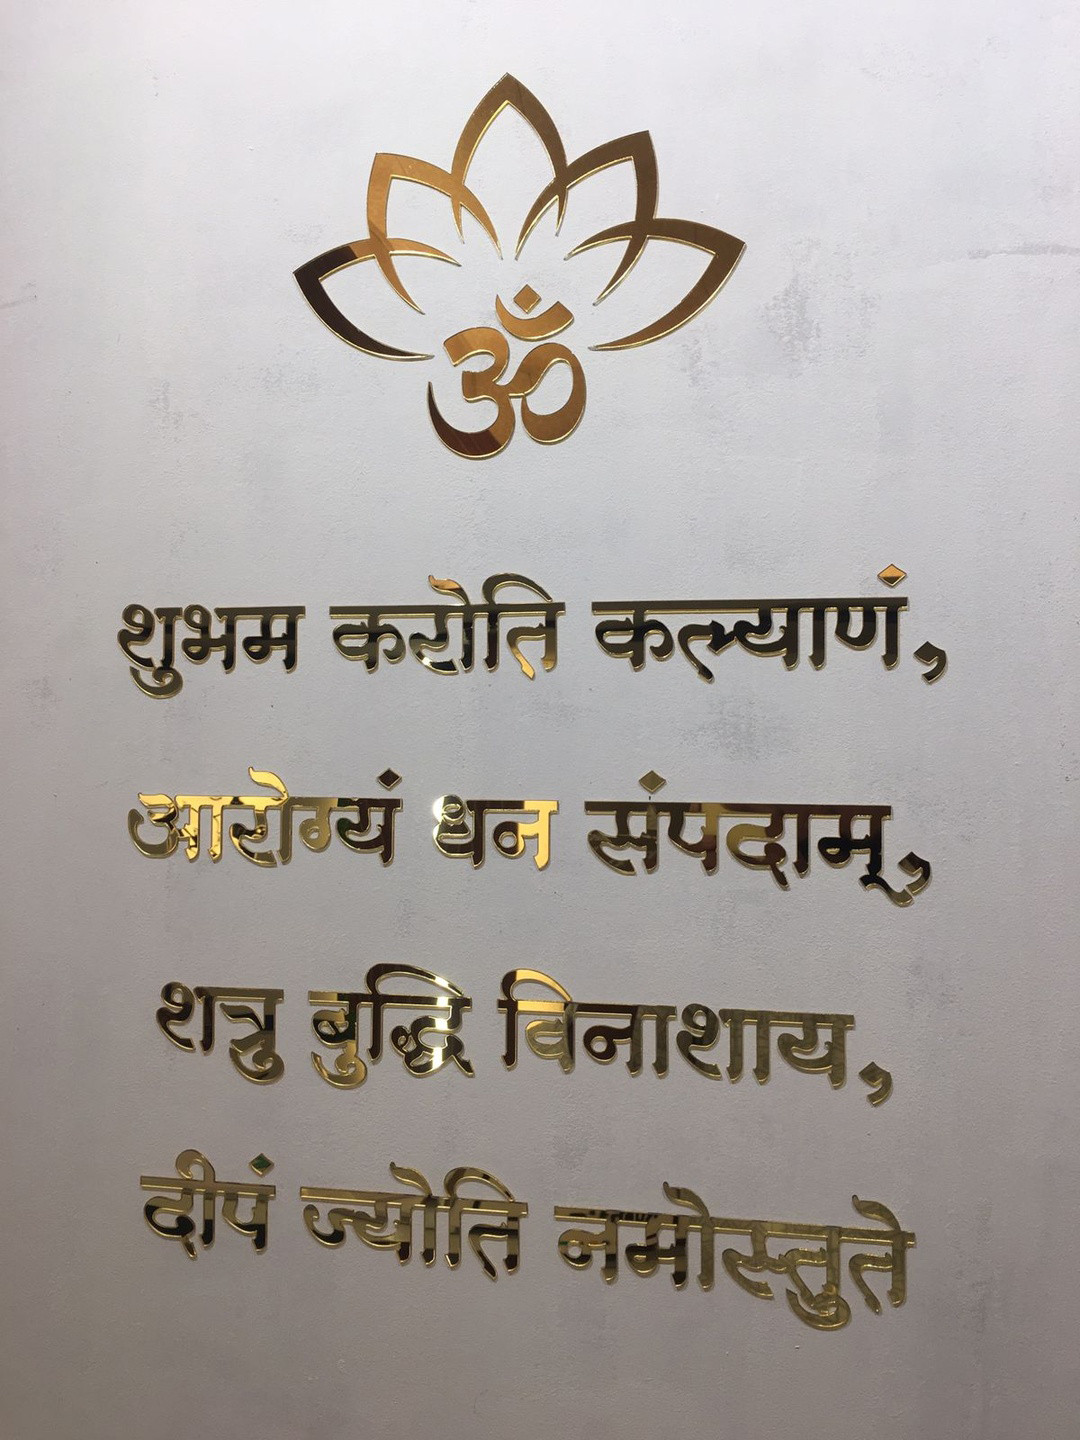 ॐ
शुभम करोति कल्याणं,
आरोग्यं धन संपदाम्,
शत्रु बुद्धि विनाशाय,
दीपं ज्योति नमोस्तुते